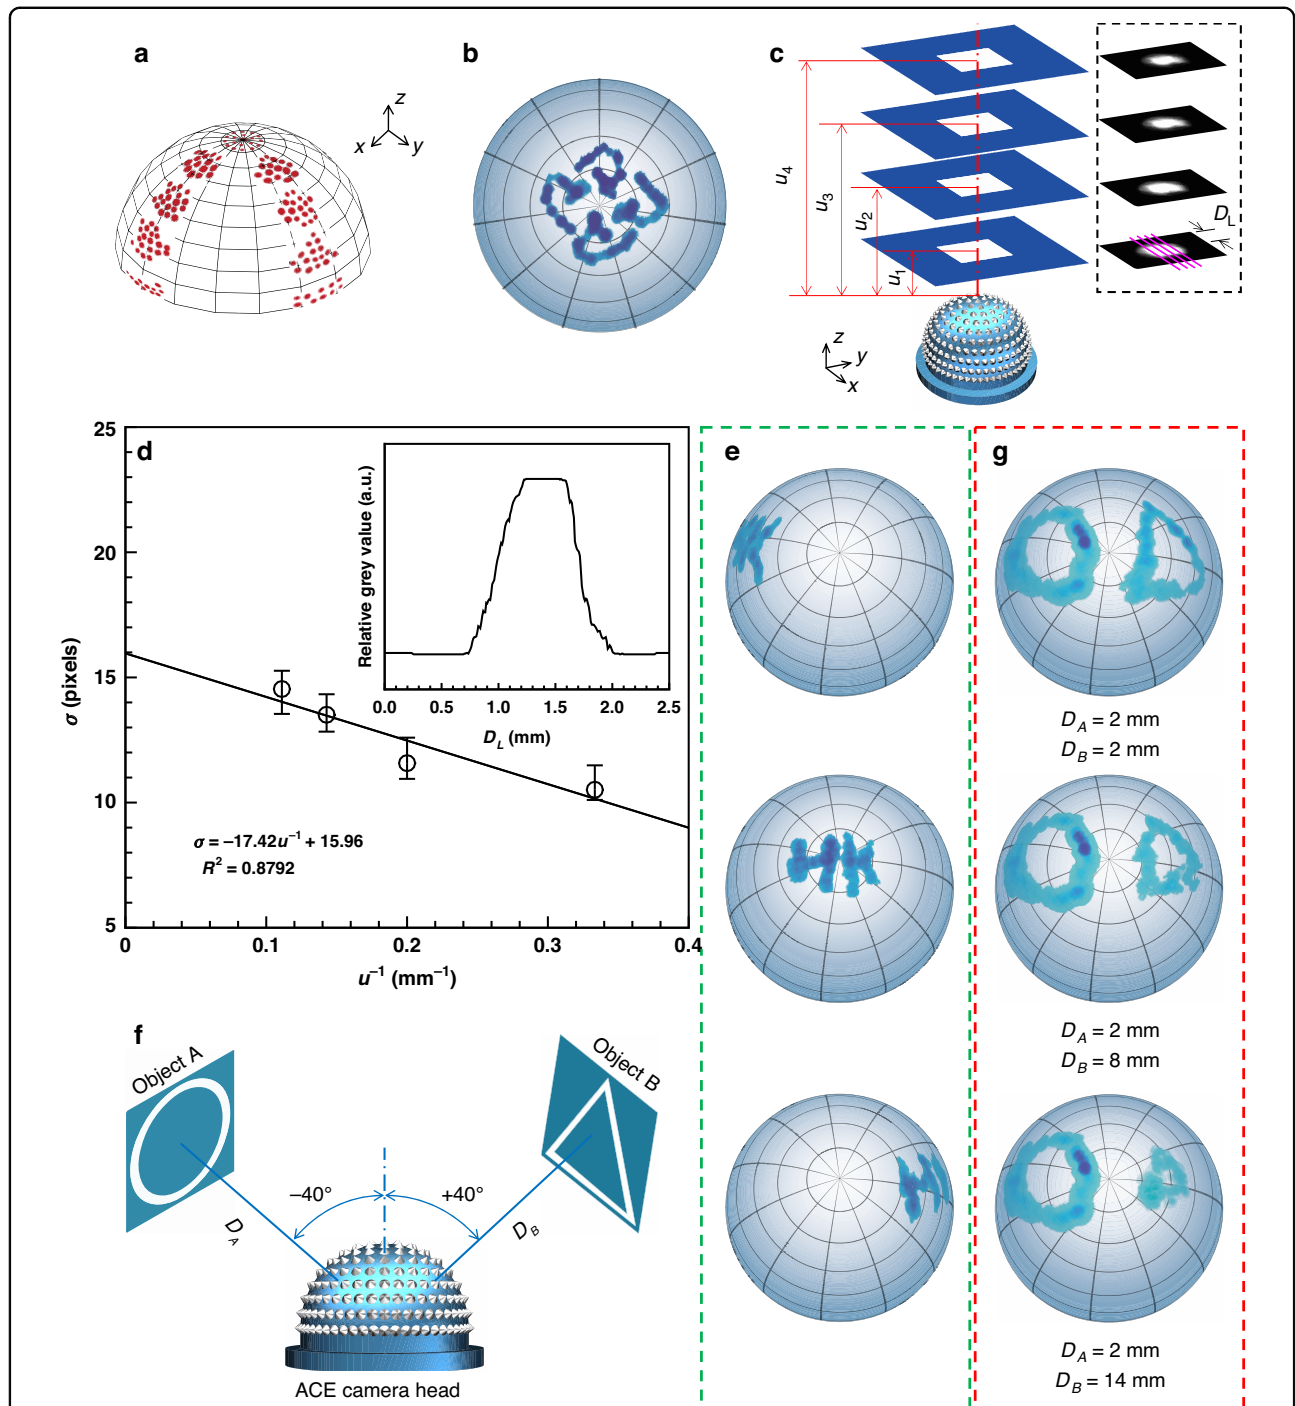 a
z
x
y
b
c
u4
u3
u2
u1
DL
z
y
x
d
25
20
15
10
5
σ (pixels)
0
0.1
0.2
0.3
0.4
u–1 (mm–1)
σ = –17.42u–1 + 15.96
R2 = 0.8792
Relative grey value (a.u.)
0.0
0.5
1.0
1.5
2.0
2.5
DL (mm)
e
g
DA = 2 mm
DB = 2 mm
DA = 2 mm
DB = 8 mm
DA = 2 mm
DB = 14 mm
f
Object A
Object B
–40°
+40°
DA
DB
ACE camera head